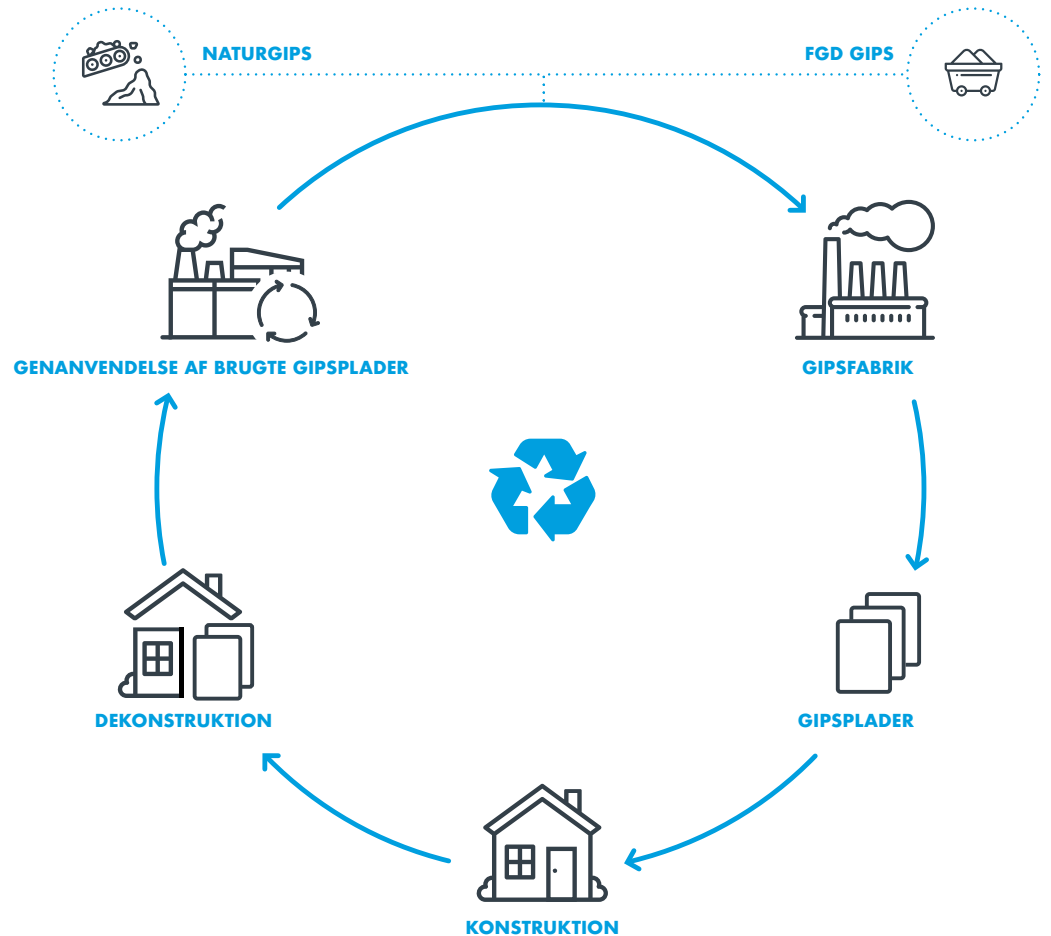 NATURGIPS
FGD GIPS
GENANVENDELSE AF BRUGTE GIPSPLADER
GIPSFABRIK
DEKONSTRUKTION
GIPSPLADER
KONSTRUKTION